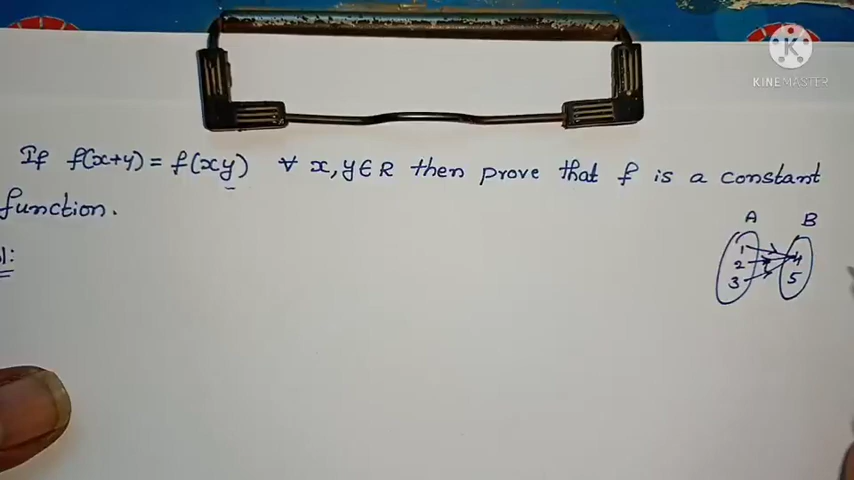 If f(x+y) = f(xy) ∀ x,y∈R then prove that f is a constant
function.
A B
1 4
2
3 5
K
KINEMASTER